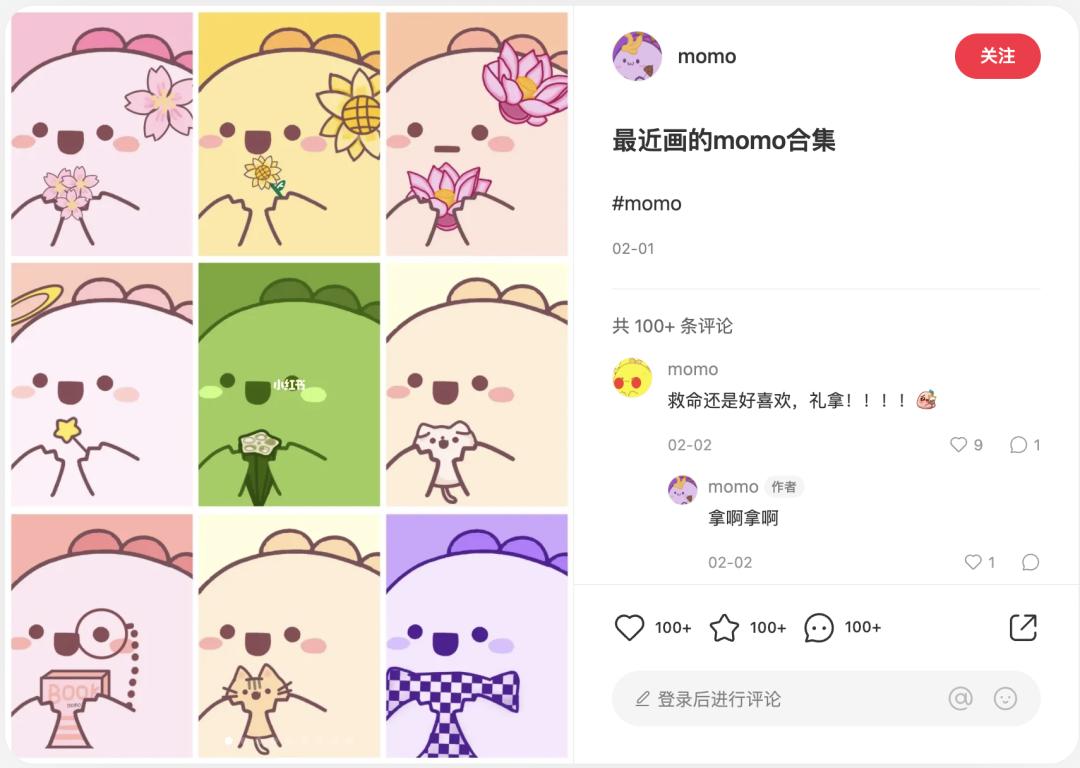 小红书
BOOK
momo
momo
关注
最近画的momo合集
#momo
02-01
共 100+ 条评论
momo
救命还是好喜欢，礼拿！！！！
02-02
9
1
momo 作者
拿啊拿啊
02-02
1
100+
100+
100+
登录后进行评论